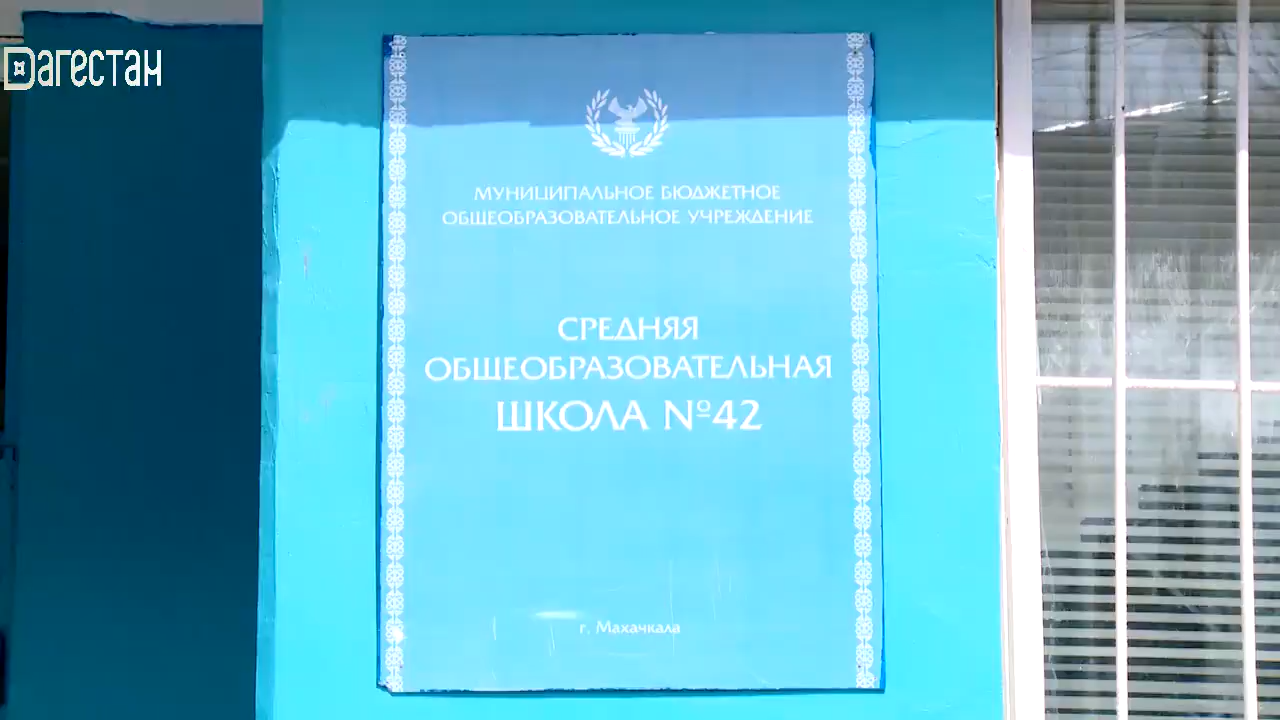 Дагестан
МУНИЦИПАЛЬНОЕ БЮДЖЕТНОЕ
ОБЩЕОБРАЗОВАТЕЛЬНОЕ УЧРЕЖДЕНИЕ
СРЕДНЯЯ
ОБЩЕОБРАЗОВАТЕЛЬНАЯ
ШКОЛА №42
г. Махачкала